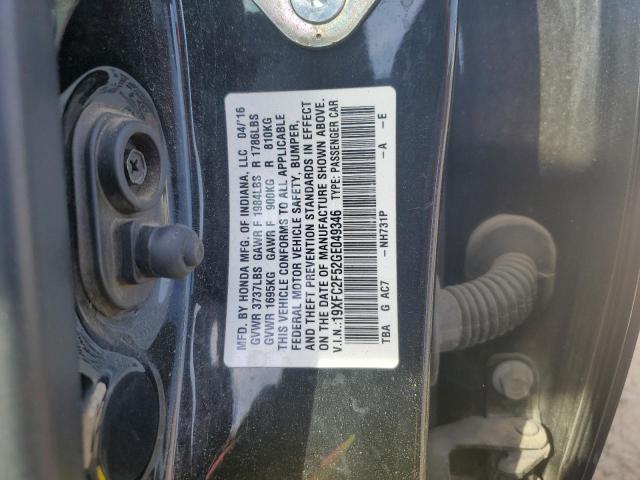 MFD. BY HONDA MFG. OF INDIANA, LLC 04/'16
GVWR 3737LBS GAWR F 1984LBS R 1786LBS
GVWR 1695KG GAWR F 900KG R 810KG
THIS VEHICLE CONFORMS TO ALL APPLICABLE
FEDERAL MOTOR VEHICLE SAFETY, BUMPER,
AND THEFT PREVENTION STANDARDS IN EFFECT
ON THE DATE OF MANUFACTURE SHOWN ABOVE.
V.I.N.:19XFC2F52GE049346 TYPE: PASSENGER CAR
TBA G AC7 -NH731P -A -E